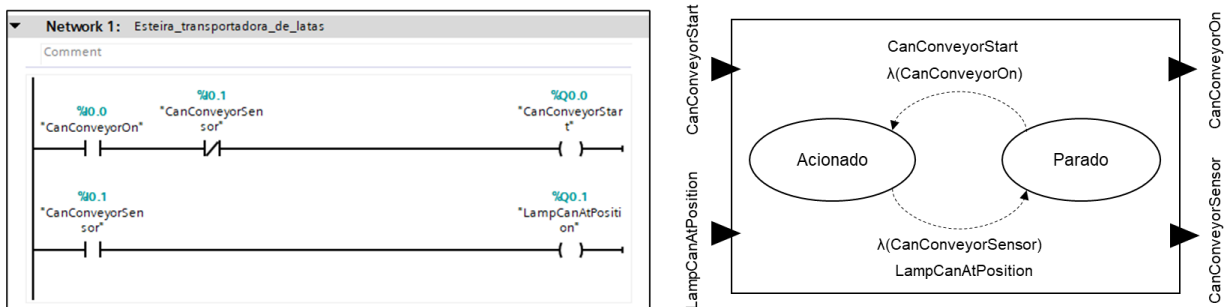 Network 1: Esteira_transportadora_de_latas
Comment
%I0.0
"CanConveyorOn"
%I0.1
"CanConveyorSen
sor"
%Q0.0
"CanConveyorStar
t"
%I0.1
"CanConveyorSen
sor"
%Q0.1
"LampCanAtPositi
on"
CanConveyorStart
LampCanAtPosition
CanConveyorStart
λ(CanConveyorOn)
Acionado
Parado
λ(CanConveyorSensor)
LampCanAtPosition
CanConveyorOn
CanConveyorSensor